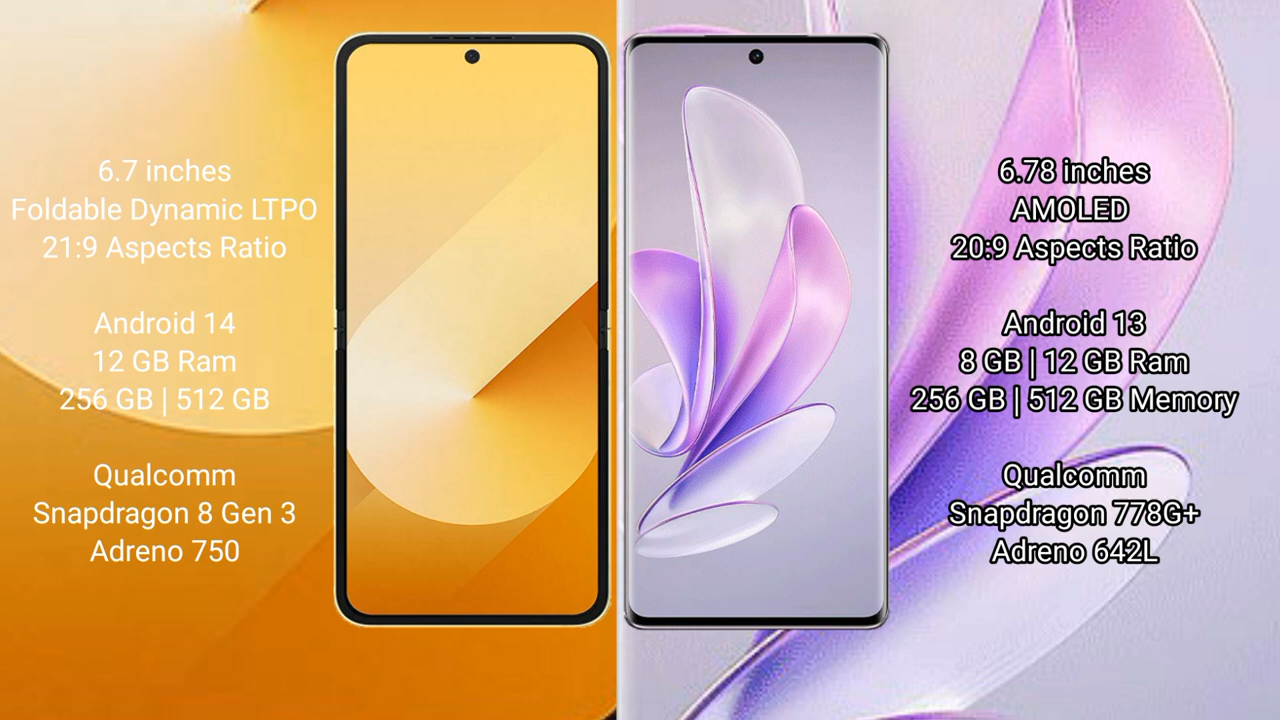 6.7 inches
Foldable Dynamic LTPO
21:9 Aspects Ratio
Android 14
12 GB Ram
256 GB | 512 GB
Qualcomm
Snapdragon 8 Gen 3
Adreno 750
6.78 inches
AMOLED
20:9 Aspects Ratio
Android 13
8 GB | 12 GB Ram
256 GB | 512 GB Memory
Qualcomm
Snapdragon 778G+
Adreno 642L